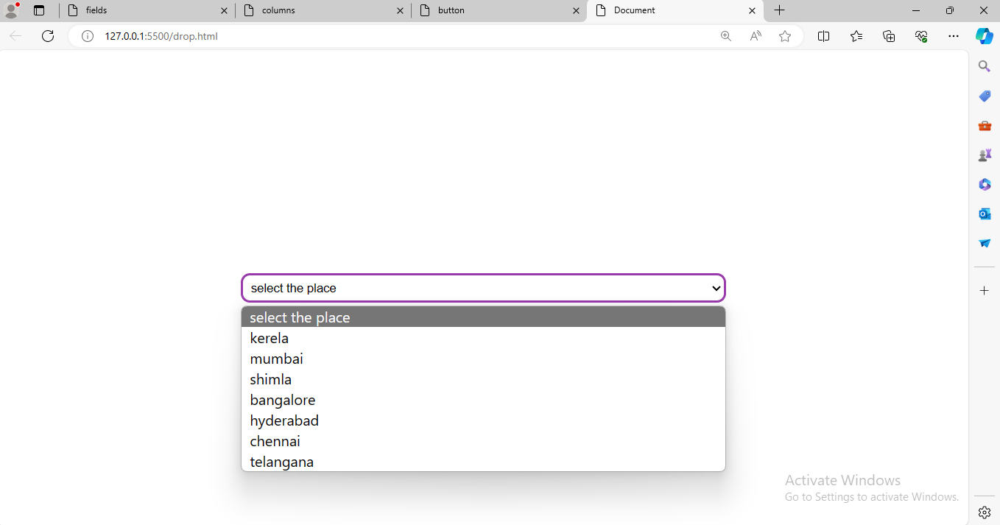 fields
columns
button
Document
127.0.0.1:5500/drop.html
select the place
select the place
kerela
mumbai
shimla
bangalore
hyderabad
chennai
telangana
Activate Windows
Go to Settings to activate Windows.